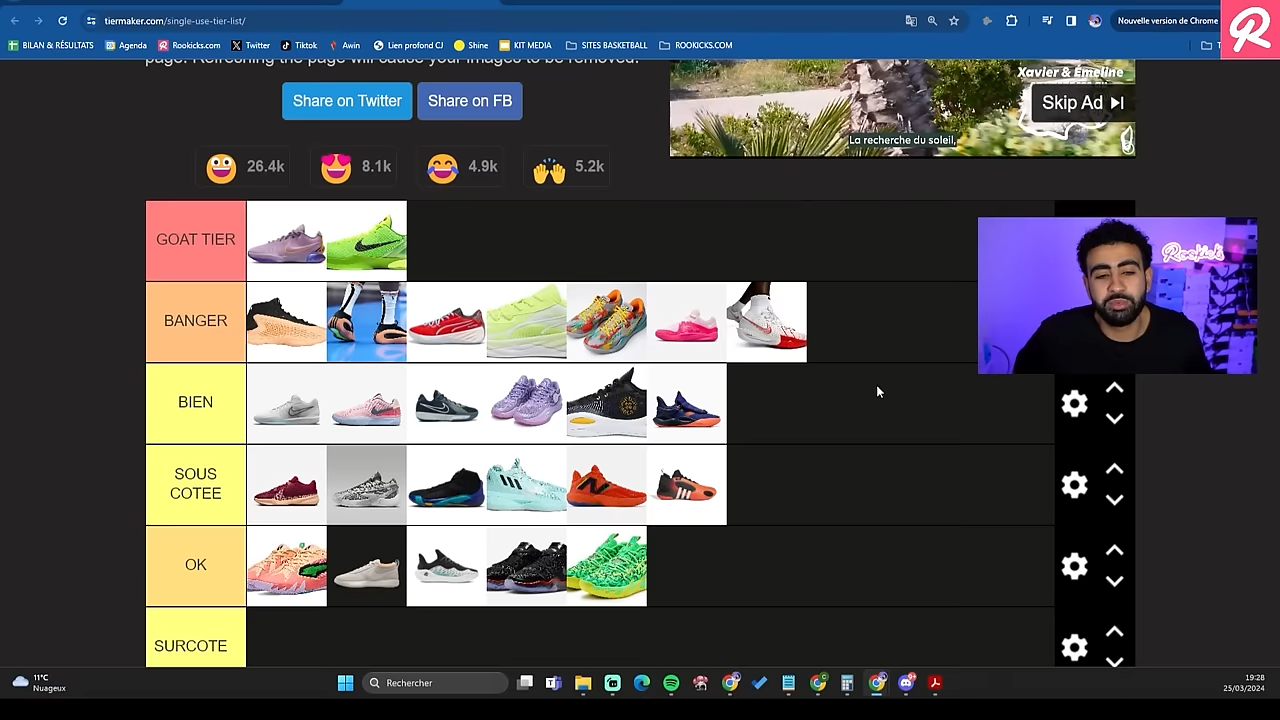 tiermaker.com/single-use-tier-list/
Nouvelle version de Chrome
BILAN & RÉSULTATS Agenda Rookicks.com Twitter Tiktok Awin Lien profond CJ Shine KIT MEDIA SITES BASKETBALL ROOKICKS.COM
R
page. Refreshing the page will cause your images to be removed.
Xavier & Emeline
Share on Twitter
Share on FB
Skip Ad
La recherche du soleil,
26.4k
8.1k
4.9k
5.2k
GOAT TIER
Rookicks
BANGER
BIEN
SOUS
COTEE
OK
SURCOTE
11°C
Nuageux
Rechercher
19:28
25/03/2024